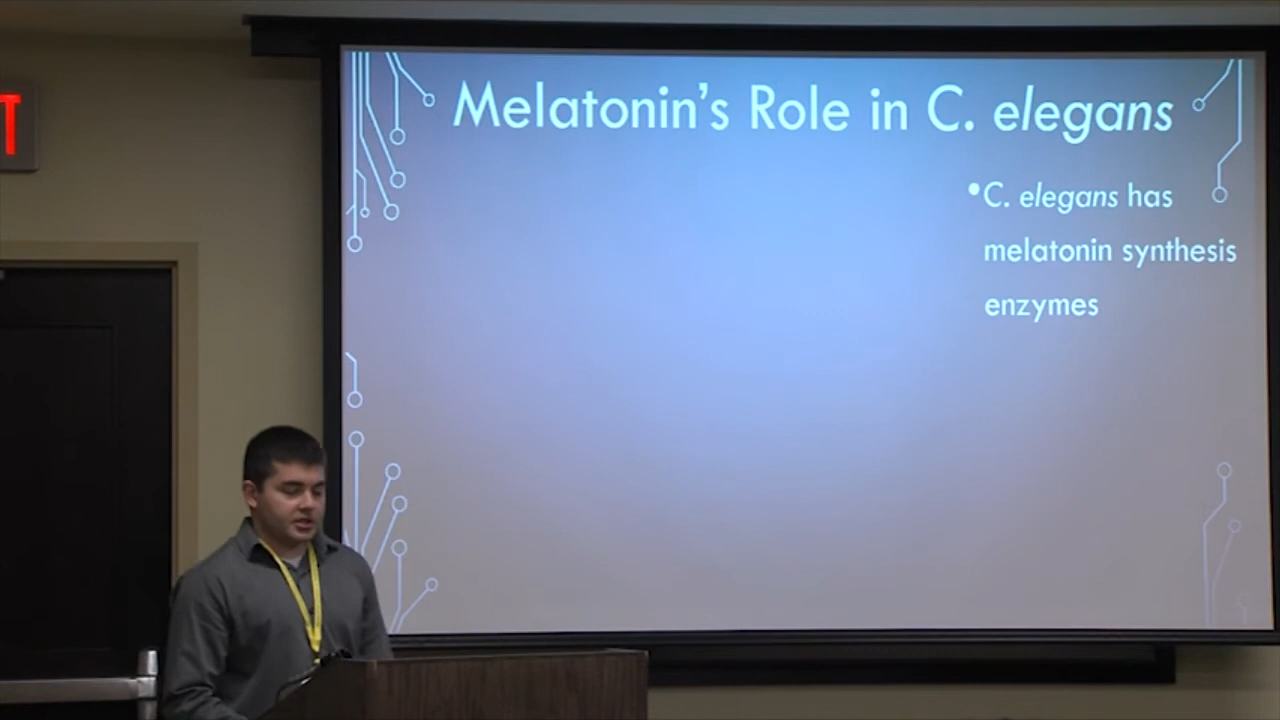 T
Melatonin's Role in C. elegans
•C. elegans has
melatonin synthesis
enzymes